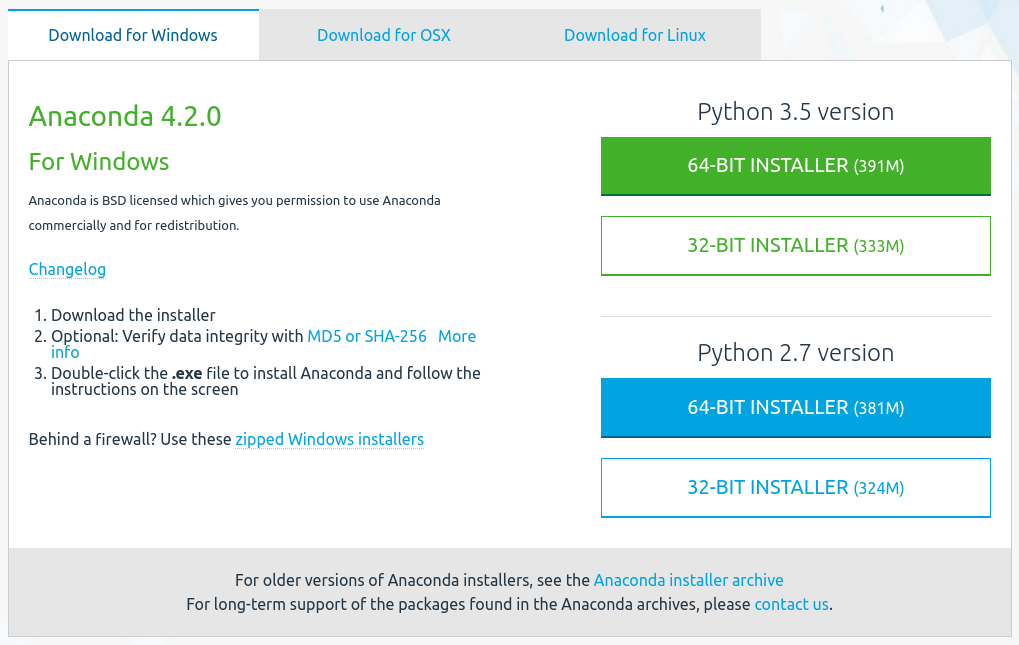 Download for Windows
Download for OSX
Download for Linux
Anaconda 4.2.0
For Windows
Anaconda is BSD licensed which gives you permission to use Anaconda
commercially and for redistribution.
Changelog
1. Download the installer
2. Optional: Verify data integrity with MD5 or SHA-256 More
info
3. Double-click the .exe file to install Anaconda and follow the
instructions on the screen
Behind a firewall? Use these zipped Windows installers
Python 3.5 version
64-BIT INSTALLER (391M)
32-BIT INSTALLER (333M)
Python 2.7 version
64-BIT INSTALLER (381M)
32-BIT INSTALLER (324M)
For older versions of Anaconda installers, see the Anaconda installer archive
For long-term support of the packages found in the Anaconda archives, please contact us.